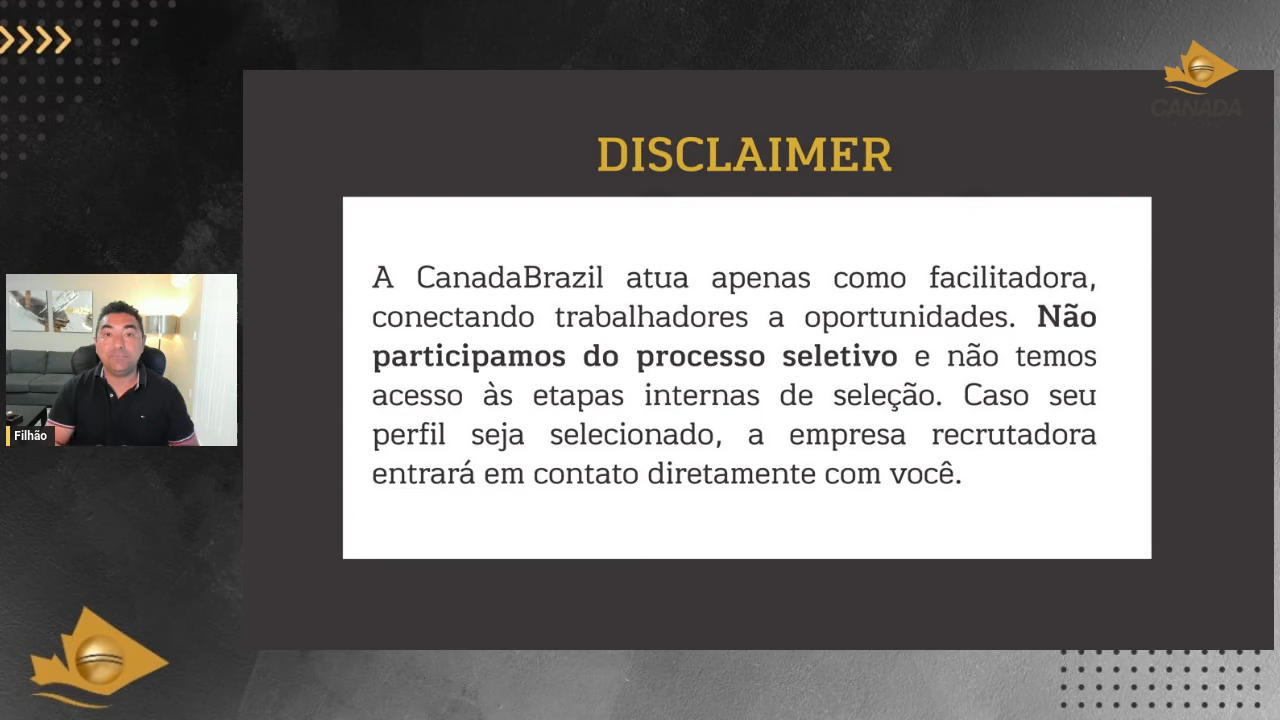 CANADA
DISCLAIMER
A CanadaBrazil atua apenas como facilitadora,
conectando trabalhadores a oportunidades. Não
participamos do processo seletivo e não temos
acesso às etapas internas de seleção. Caso seu
perfil seja selecionado, a empresa recrutadora
entrará em contato diretamente com você.
Filhão